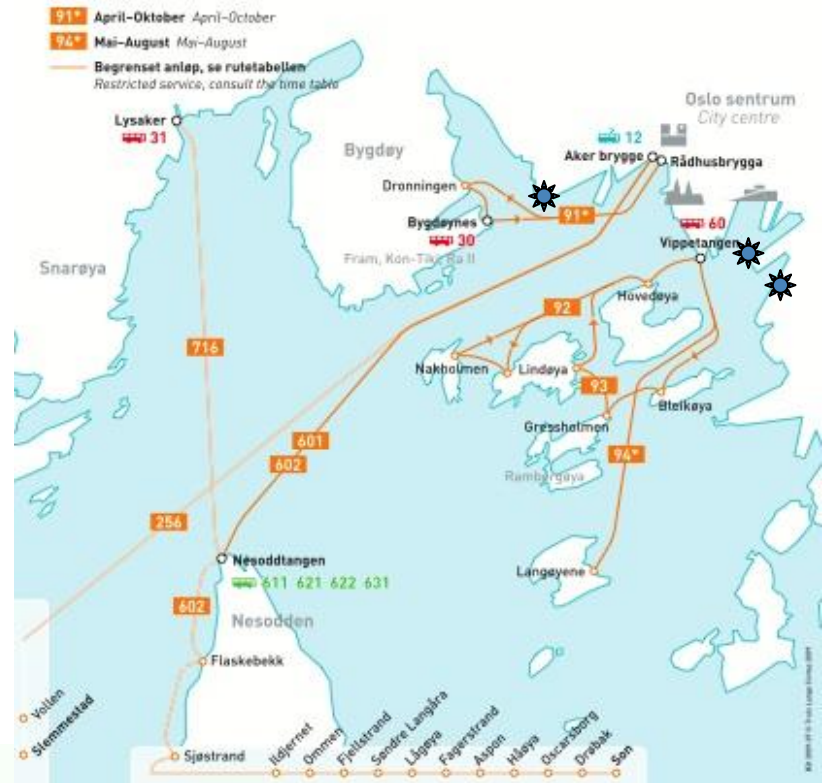 91* April–Oktober April–October
94* Mai–August Mai–August
Begrenset anløp, se rutetabellen
Restricted service, consult the time table
Lysaker
31
Oslo sentrum
City centre
12
Aker brygge
Rådhusbrygga
Bygdøy
Dronningen
Bygdøynes
91*
30
60
Fram, Kon-Tiki, Ra II
Vippetangen
Snarøya
Hovedøya
92
716
Nakholmen
Lindøya
93
Bleikøya
Gressholmen
601
602
94*
Rambergøya
256
Nesoddtangen
Langøyene
611 621 622 631
602
Nesodden
Flaskebekk
Vollen
Slemmestad
Sjøstrand
Ildjernet
Ommen
Fjellstrand
Søndre Langåra
Lågøya
Fagerstrand
Aspon
Håøya
Oscarsborg
Drøbak
Son